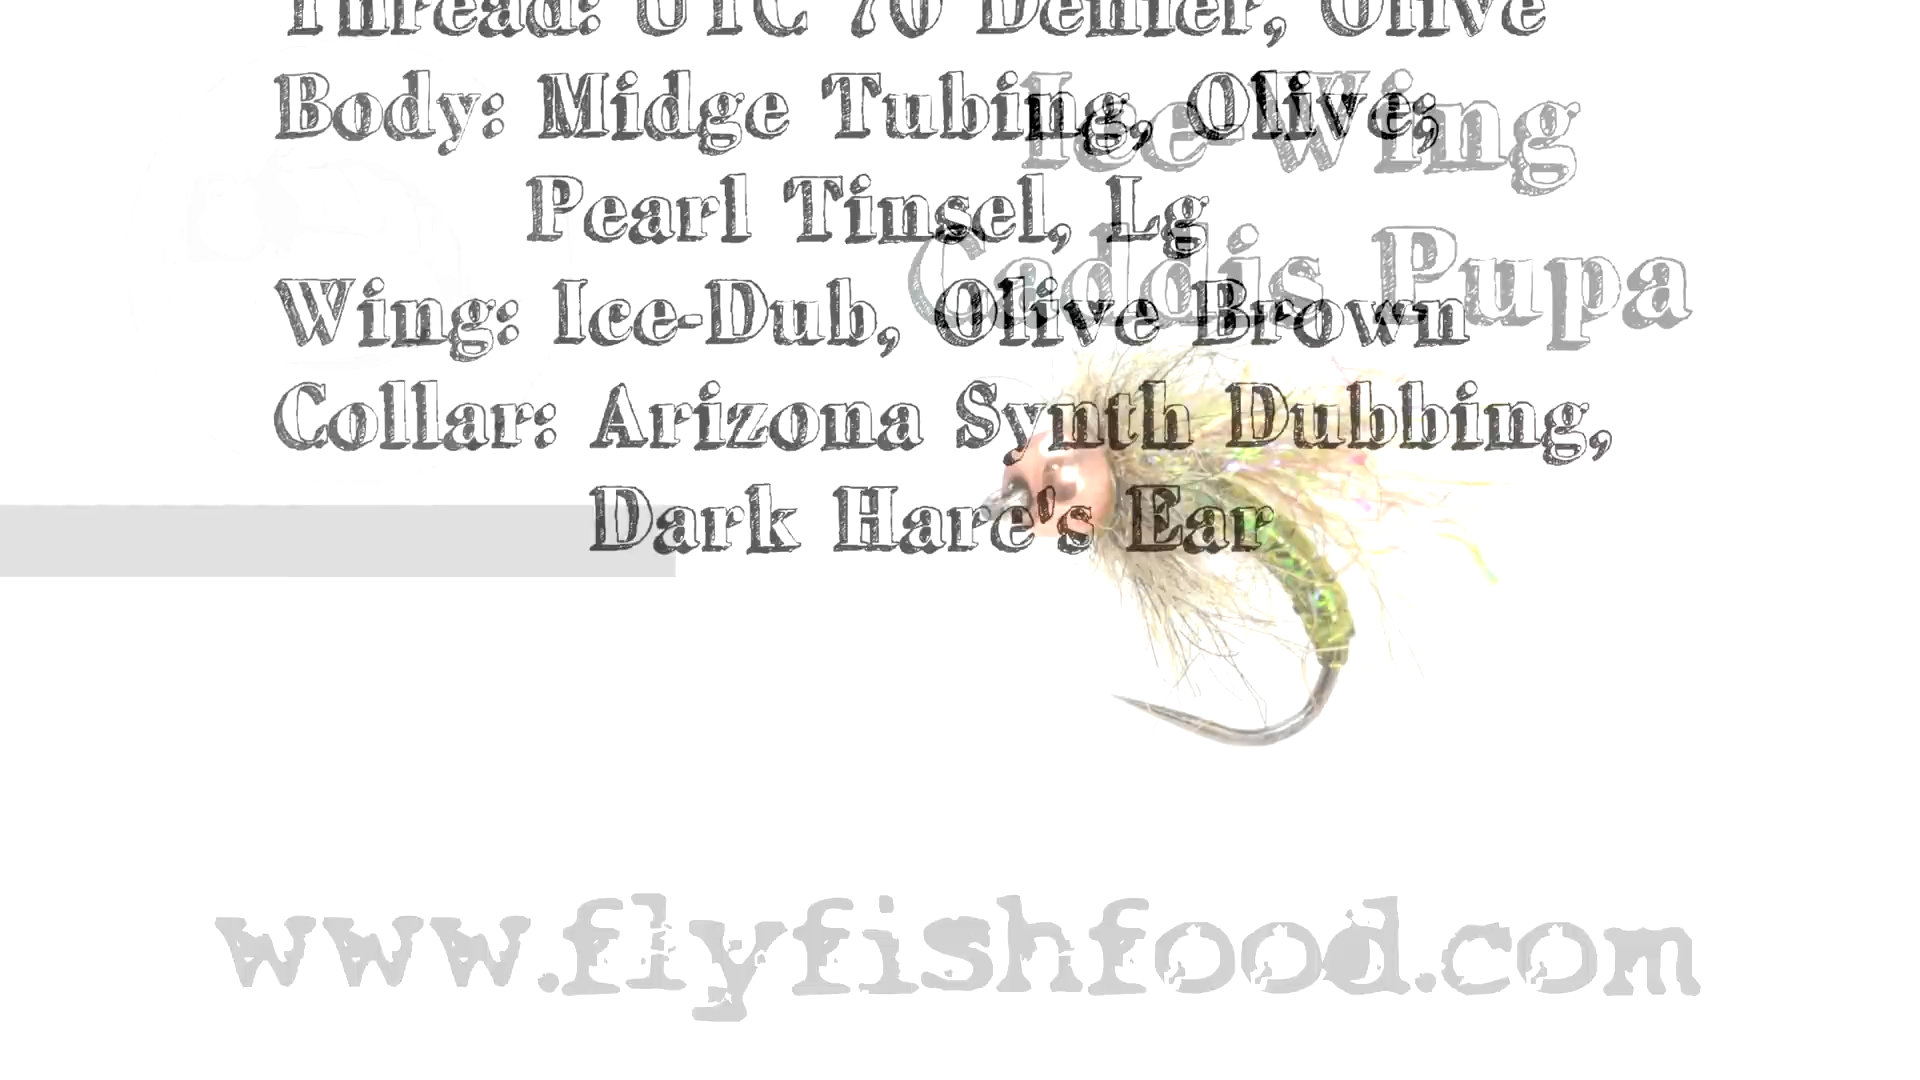 Thread: UTC 70 Denier, Olive
Body: Midge Tubing, Olive;
Pearl Tinsel, Lg
Wing: Ice-Dub, Olive Brown
Collar: Arizona Synth Dubbing,
Dark Hare's Ear
Ice-Wing
Caddis Pupa
www.flyfishfood.com